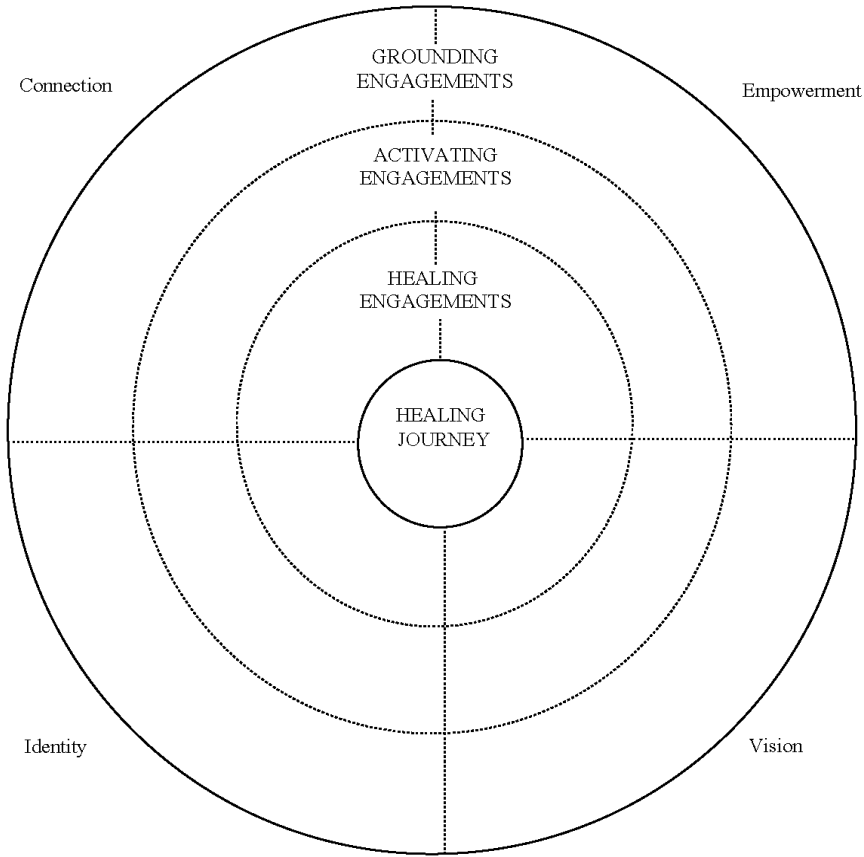 GROUNDING
ENGAGEMENTS
Connection
Empowerment
ACTIVATING
ENGAGEMENTS
HEALING
ENGAGEMENTS
HEALING
JOURNEY
Identity
Vision